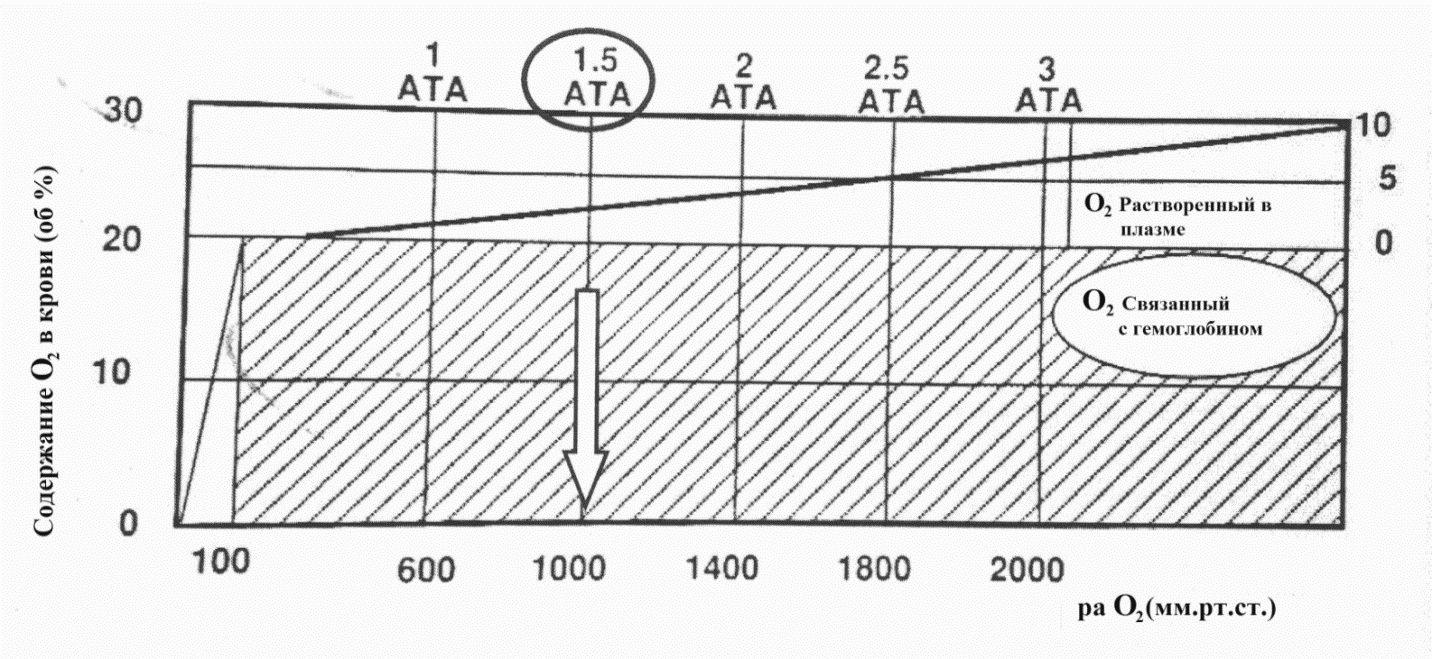 1 1.5 2 2.5 3
ATA ATA ATA ATA ATA
30 10
5
O2 Растворенный в
плазме
20 0
O2 Связанный
с гемоглобином
10
0
100 600 1000 1400 1800 2000
pa O2(мм.рт.ст.)
Содержание O2 в крови (об %)